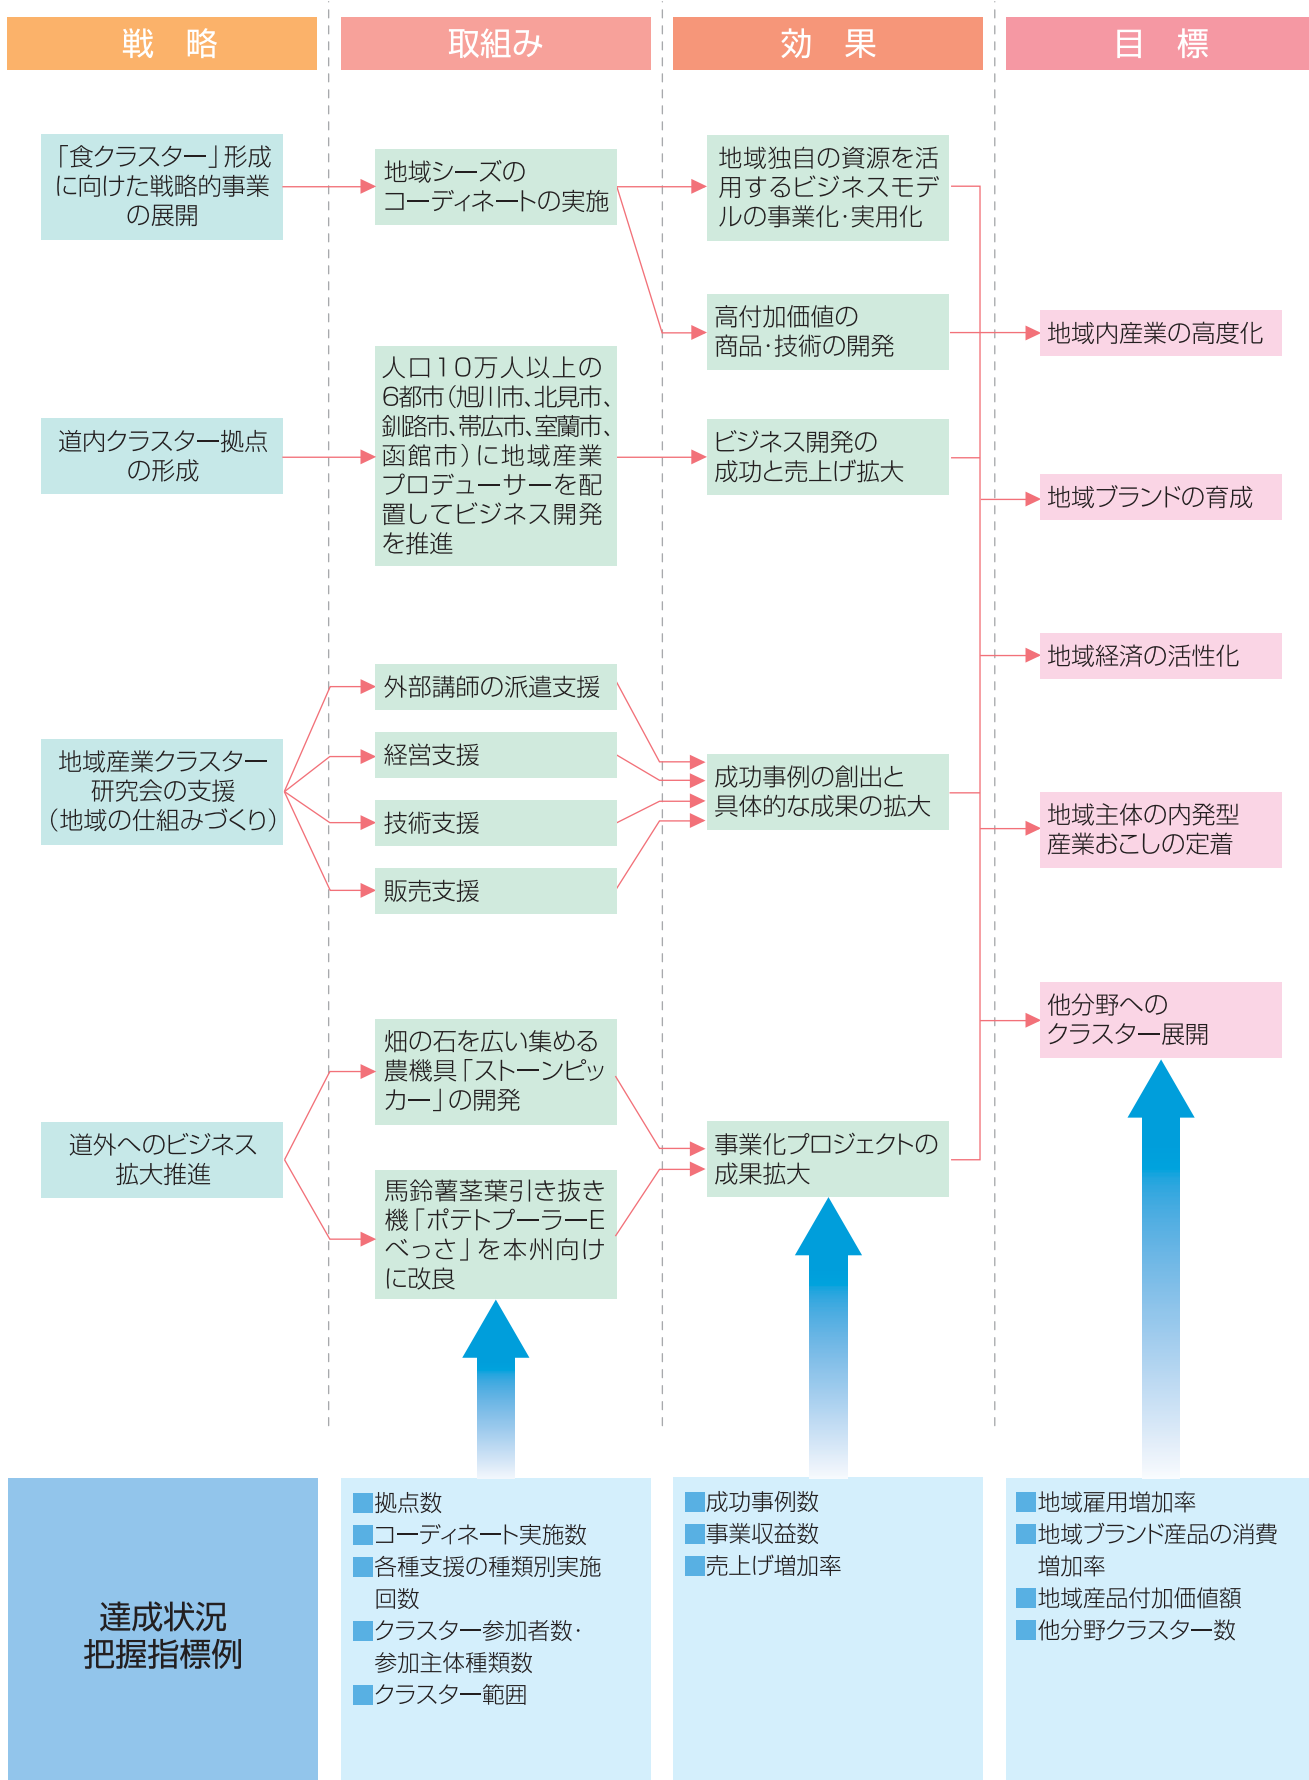 戦　略
取組み
効　果
目　標
「食クラスター」形成
に向けた戦略的事業
の展開
道内クラスター拠点
の形成
地域産業クラスター
研究会の支援
（地域の仕組みづくり）
道外へのビジネス
拡大推進
地域シーズの
コーディネートの実施
人口10万人以上の
6都市（旭川市、北見市、
釧路市、帯広市、室蘭市、
函館市）に地域産業
プロデューサーを配
置してビジネス開発
を推進
外部講師の派遣支援
経営支援
技術支援
販売支援
畑の石を広い集める
農機具「ストーンピッ
カー」の開発
馬鈴薯茎葉引き抜き
機「ポテトプーラーE
べっさ」を本州向け
に改良
地域独自の資源を活
用するビジネスモデ
ルの事業化・実用化
高付加価値の
商品・技術の開発
ビジネス開発の
成功と売上げ拡大
成功事例の創出と
具体的な成果の拡大
事業化プロジェクトの
成果拡大
地域内産業の高度化
地域ブランドの育成
地域経済の活性化
地域主体の内発型
産業おこしの定着
他分野への
クラスター展開
達成状況
把握指標例
■拠点数
■コーディネート実施数
■各種支援の種類別実施
回数
■クラスター参加者数・
参加主体種類数
■クラスター範囲
■成功事例数
■事業収益数
■売上げ増加率
■地域雇用増加率
■地域ブランド産品の消費
増加率
■地域産品付加価値額
■他分野クラスター数